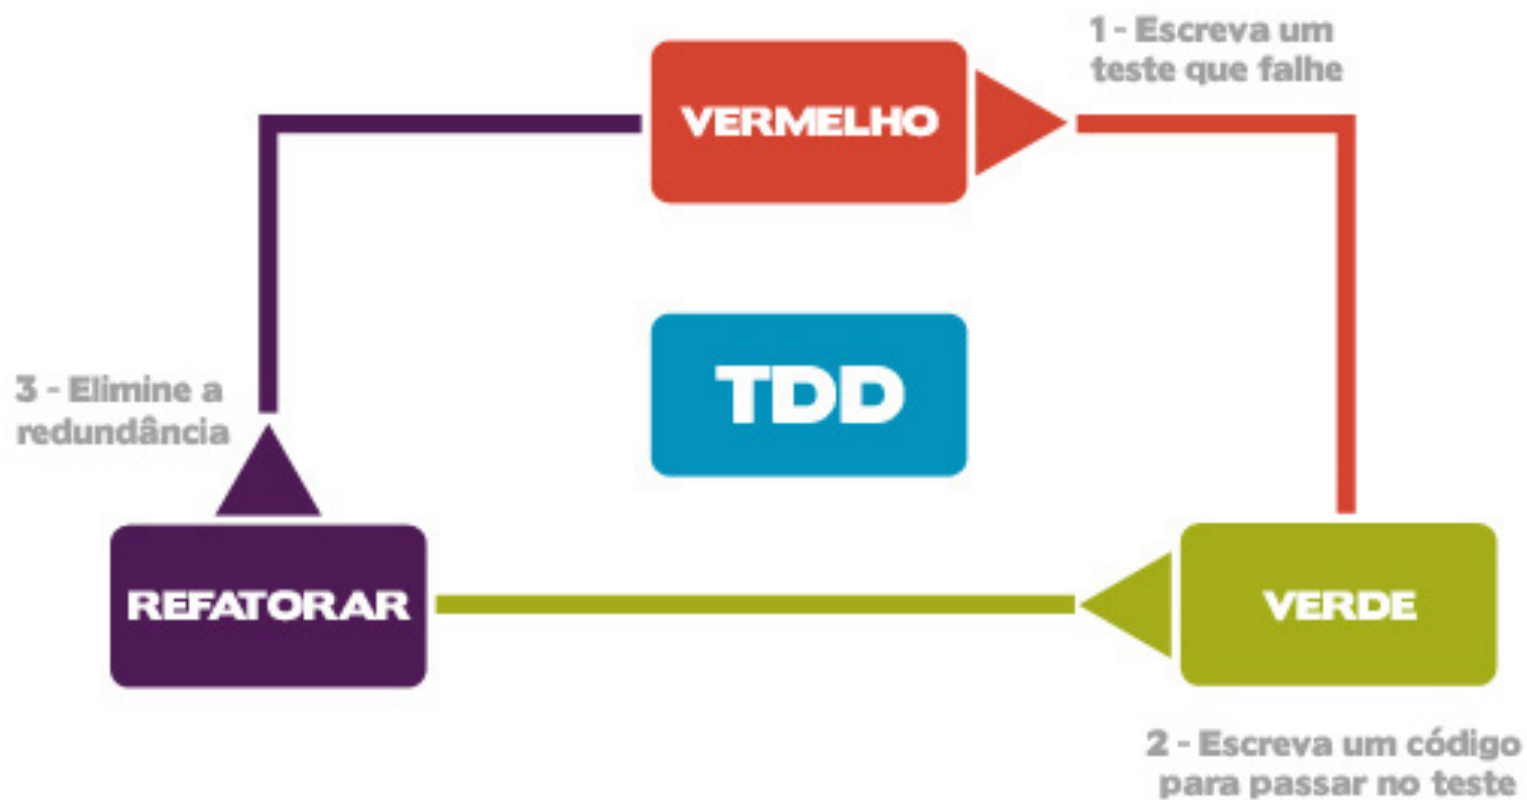 1 - Escreva um
teste que falhe
VERMELHO
TDD
3 - Elimine a
redundância
REFATORAR
VERDE
2 - Escreva um código
para passar no teste